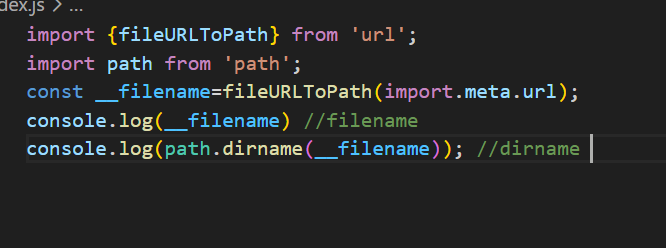 dex.js > ...
import {fileURLToPath} from 'url';
import path from 'path';
const __filename=fileURLToPath(import.meta.url);
console.log(__filename) //filename
console.log(path.dirname(__filename)); //dirname